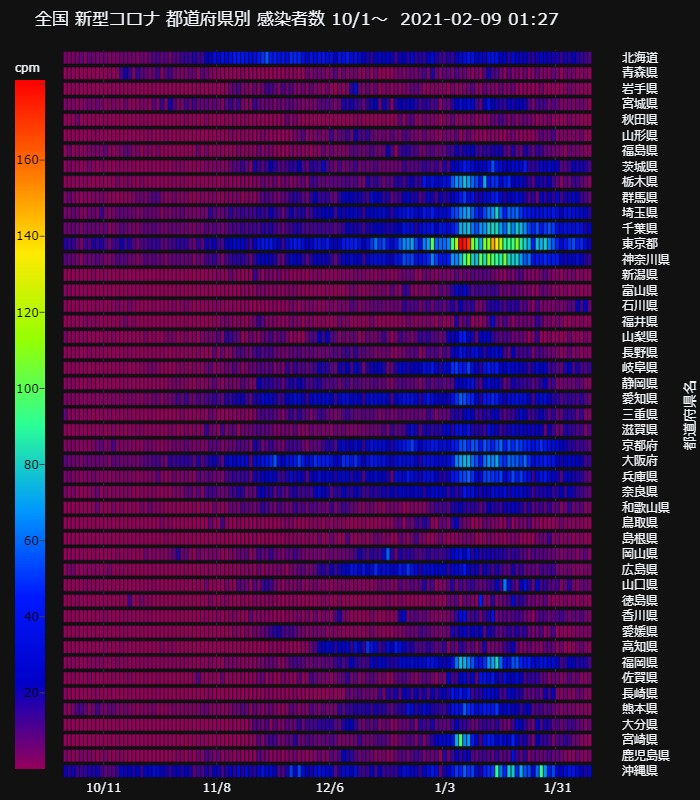 全国 新型コロナ 都道府県別 感染者数 10/1～ 2021-02-09 01:27
cpm
160
140
120
100
80
60
40
20
北海道
青森県
岩手県
宮城県
秋田県
山形県
福島県
茨城県
栃木県
群馬県
埼玉県
千葉県
東京都
神奈川県
新潟県
富山県
石川県
福井県
山梨県
長野県
岐阜県
静岡県
愛知県
三重県
滋賀県
京都府
大阪府
兵庫県
奈良県
和歌山県
鳥取県
島根県
岡山県
広島県
山口県
徳島県
香川県
愛媛県
高知県
福岡県
佐賀県
長崎県
熊本県
大分県
宮崎県
鹿児島県
沖縄県
都道府県名
10/11 11/8 12/6 1/3 1/31